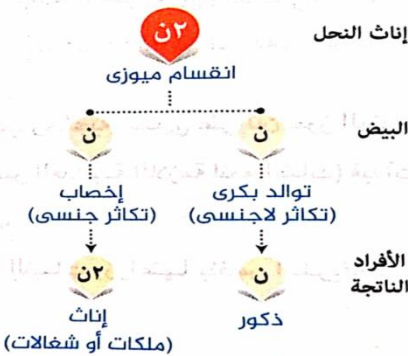 إناث النحل
٢ن
انقسام ميوزى
البيض
ن
ن
توالد بكرى
(تكاثر لاجنسى)
إخصاب
(تكاثر جنسى)
الأفراد
الناتجة
ن
٢ن
ذكور
إناث
(ملكات أو شغالات)